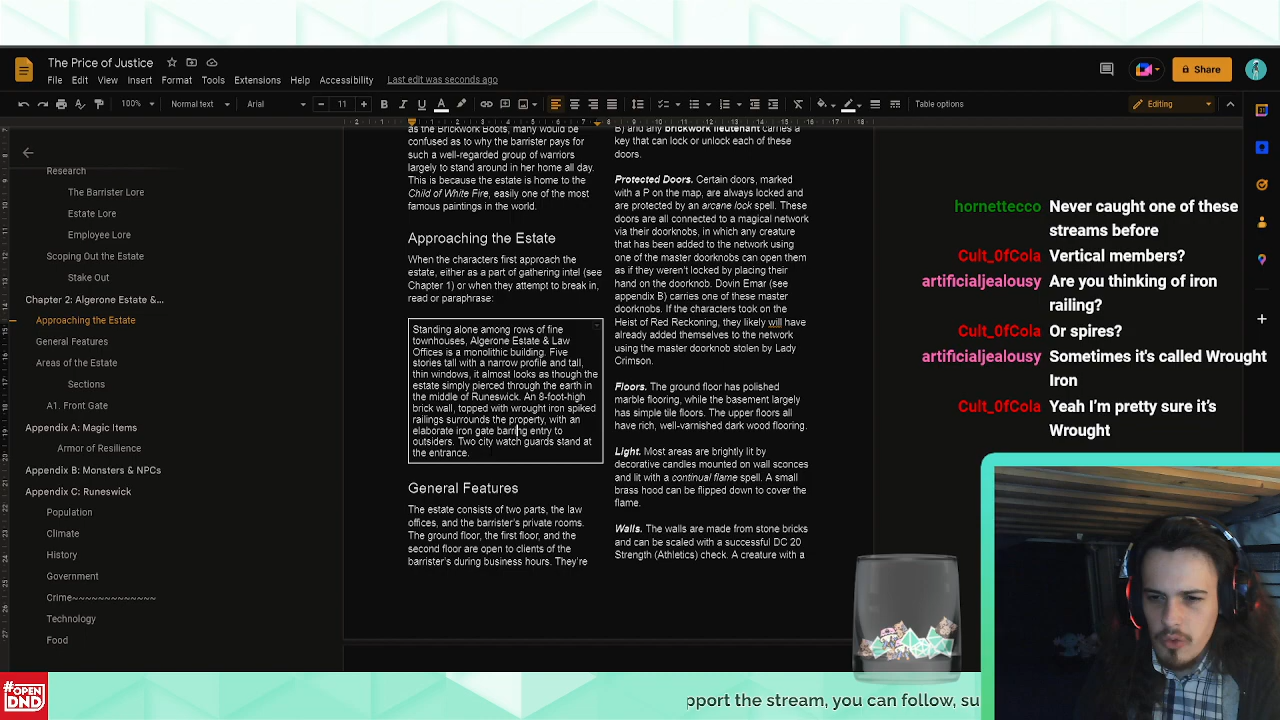 The Price of Justice
File Edit View Insert Format Tools Extensions Help Accessibility Last edit was seconds ago
Share
100% Normal text Arial 11 Table options Editing
Research
The Barrister Lore
Estate Lore
Employee Lore
Scoping Out the Estate
Stake Out
Chapter 2: Algerone Estate &...
Approaching the Estate
General Features
Areas of the Estate
Sections
A1. Front Gate
Appendix A: Magic Items
Armor of Resilience
Appendix B: Monsters & NPCs
Appendix C: Runeswick
Population
Climate
History
Government
Crime~~~~~~~~~~~~~
Technology
Food
as the Brickwork Boots, many would be
confused as to why the barrister pays for
such a well-regarded group of warriors
largely to stand around in her home all day.
This is because the estate is home to the
Child of White Fire, easily one of the most
famous paintings in the world.
Approaching the Estate
When the characters first approach the
estate, either as a part of gathering intel (see
Chapter 1) or when they attempt to break in,
read or paraphrase:
Standing alone among rows of fine
townhouses, Algerone Estate & Law
Offices is a monolithic building. Five
stories tall with a narrow profile and tall,
thin windows, it almost looks as though the
estate simply pierced through the earth in
the middle of Runeswick. An 8-foot-high
brick wall, topped with wrought iron spiked
railings surrounds the property, with an
elaborate iron gate barring entry to
outsiders. Two city watch guards stand at
the entrance.
General Features
The estate consists of two parts, the law
offices, and the barrister's private rooms.
The ground floor, the first floor, and the
second floor are open to clients of the
barrister's during business hours. They're
B) and any brickwork lieutenant carries a
key that can lock or unlock each of these
doors.
Protected Doors. Certain doors, marked
with a P on the map, are always locked and
are protected by an arcane lock spell. These
doors are all connected to a magical network
via their doorknobs, in which any creature
that has been added to the network using
one of the master doorknobs can open them
as if they weren't locked by placing their
hand on the doorknob. Dovin Emar (see
appendix B) carries one of these master
doorknobs. If the characters took on the
Heist of Red Reckoning, they likely will have
already added themselves to the network
using the master doorknob stolen by Lady
Crimson.
Floors. The ground floor has polished
marble flooring, while the basement largely
has simple tile floors. The upper floors all
have rich, well-varnished dark wood flooring.
Light. Most areas are brightly lit by
decorative candles mounted on wall sconces
and lit with a continual flame spell. A small
brass hood can be flipped down to cover the
flame.
Walls. The walls are made from stone bricks
and can be scaled with a successful DC 20
Strength (Athletics) check. A creature with a
hornettecco Never caught one of these
streams before
Cult_0fCola Vertical members?
artificialjealousy Are you thinking of iron
railing?
Cult_0fCola Or spires?
artificialjealousy Sometimes it's called Wrought
Iron
Cult_0fCola Yeah I'm pretty sure it's
Wrought
#OPEN
DND
pport the stream, you can follow, su